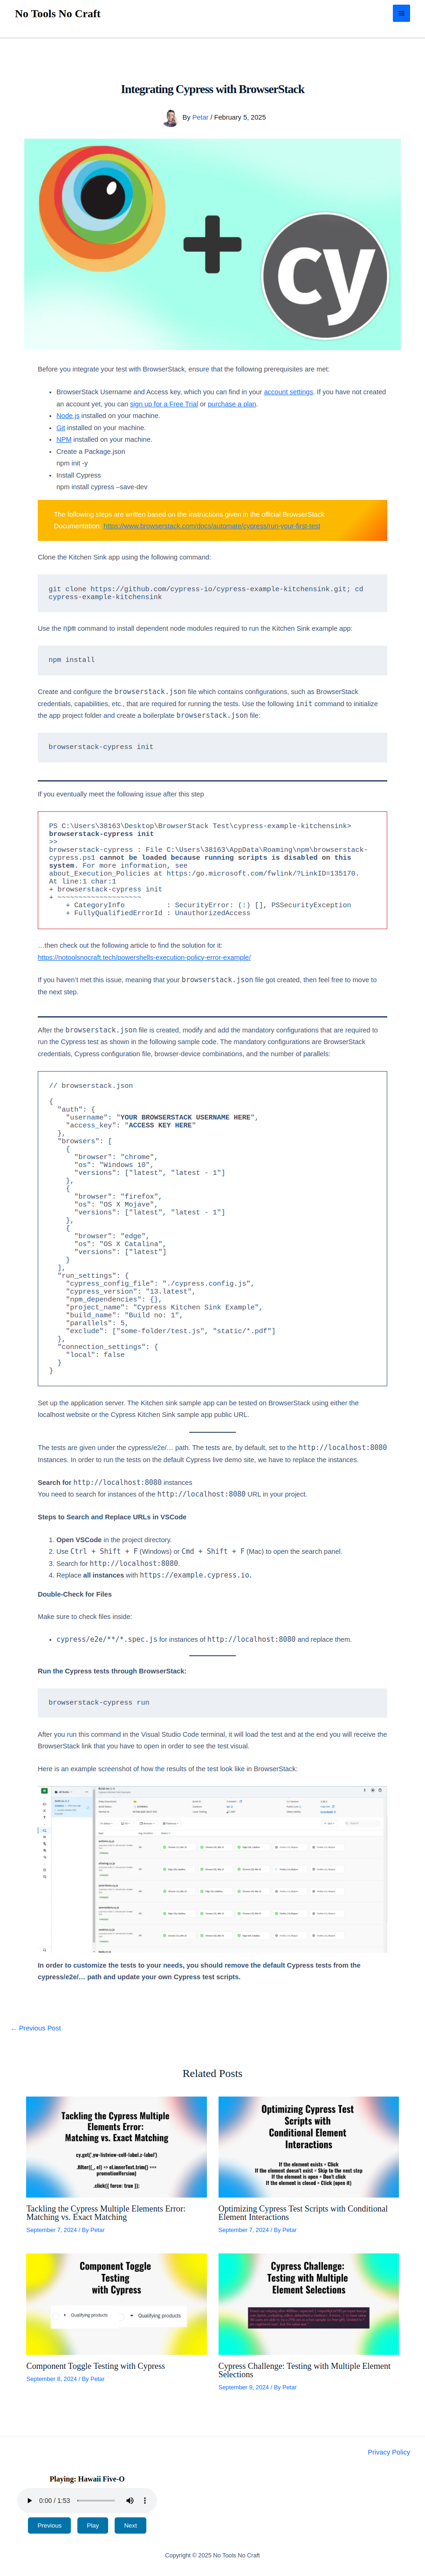 No Tools No Craft
Integrating Cypress with BrowserStack
By Petar / February 5, 2025
cy
Before you integrate your test with BrowserStack, ensure that the following prerequisites are met:
BrowserStack Username and Access key, which you can find in your account settings. If you have not created
an account yet, you can sign up for a Free Trial or purchase a plan.
Node.js installed on your machine.
Git installed on your machine.
NPM installed on your machine.
Create a Package.json
npm init -y
Install Cypress
npm install cypress –save-dev
The following steps are written based on the instructions given in the official BrowserStack
Documentation: https://www.browserstack.com/docs/automate/cypress/run-your-first-test
Clone the Kitchen Sink app using the following command:
git clone https://github.com/cypress-io/cypress-example-kitchensink.git; cd
cypress-example-kitchensink
Use the npm command to install dependent node modules required to run the Kitchen Sink example app:
npm install
Create and configure the browserstack.json file which contains configurations, such as BrowserStack
credentials, capabilities, etc., that are required for running the tests. Use the following init command to initialize
the app project folder and create a boilerplate browserstack.json file:
browserstack-cypress init
If you eventually meet the following issue after this step
PS C:\Users\38163\Desktop\BrowserStack Test\cypress-example-kitchensink>
browserstack-cypress init
>>
browserstack-cypress : File C:\Users\38163\AppData\Roaming\npm\browserstack-
cypress.ps1 cannot be loaded because running scripts is disabled on this
system. For more information, see
about_Execution_Policies at https:/go.microsoft.com/fwlink/?LinkID=135170.
At line:1 char:1
+ browserstack-cypress init
+ ~~~~~~~~~~~~~~~~~~~~
+ CategoryInfo : SecurityError: (:) [], PSSecurityException
+ FullyQualifiedErrorId : UnauthorizedAccess
…then check out the following article to find the solution for it:
https://notoolsnocraft.tech/powershells-execution-policy-error-example/
If you haven't met this issue, meaning that your browserstack.json file got created, then feel free to move to
the next step.
After the browserstack.json file is created, modify and add the mandatory configurations that are required to
run the Cypress test as shown in the following sample code. The mandatory configurations are BrowserStack
credentials, Cypress configuration file, browser-device combinations, and the number of parallels:
// browserstack.json
{
"auth": {
"username": "YOUR BROWSERSTACK USERNAME HERE",
"access_key": "ACCESS KEY HERE"
},
"browsers": [
{
"browser": "chrome",
"os": "Windows 10",
"versions": ["latest", "latest - 1"]
},
{
"browser": "firefox",
"os": "OS X Mojave",
"versions": ["latest", "latest - 1"]
},
{
"browser": "edge",
"os": "OS X Catalina",
"versions": ["latest"]
}
],
"run_settings": {
"cypress_config_file": "./cypress.config.js",
"cypress_version": "13.latest",
"npm_dependencies": {},
"project_name": "Cypress Kitchen Sink Example",
"build_name": "Build no: 1",
"parallels": 5,
"exclude": ["some-folder/test.js", "static/*.pdf"]
},
"connection_settings": {
"local": false
}
}
Set up the application server. The Kitchen sink sample app can be tested on BrowserStack using either the
localhost website or the Cypress Kitchen Sink sample app public URL.
The tests are given under the cypress/e2e/… path. The tests are, by default, set to the http://localhost:8080
Instances. In order to run the tests on the default Cypress live demo site, we have to replace the instances.
Search for http://localhost:8080 instances
You need to search for instances of the http://localhost:8080 URL in your project.
Steps to Search and Replace URLs in VSCode
1. Open VSCode in the project directory.
2. Use Ctrl + Shift + F (Windows) or Cmd + Shift + F (Mac) to open the search panel.
3. Search for http://localhost:8080.
4. Replace all instances with https://example.cypress.io.
Double-Check for Files
Make sure to check files inside:
cypress/e2e/**/*.spec.js for instances of http://localhost:8080 and replace them.
Run the Cypress tests through BrowserStack:
browserstack-cypress run
After you run this command in the Visual Studio Code terminal, it will load the test and at the end you will receive the
BrowserStack link that you have to open in order to see the test visual.
Here is an example screenshot of how the results of the test look like in BrowserStack:
In order to customize the tests to your needs, you should remove the default Cypress tests from the
cypress/e2e/… path and update your own Cypress test scripts.
← Previous Post
Related Posts
Tackling the Cypress Multiple
Elements Error:
Matching vs. Exact Matching
.click({ force: true });
Optimizing Cypress Test
Scripts with
Conditional Element
Interactions
If the element exists: Click
If the element doesn't exist • Skip to the next step
If the element is open • Leave it open
If the element is closed • Click (open it)
Tackling the Cypress Multiple Elements Error:
Matching vs. Exact Matching
September 7, 2024 / By Petar
Optimizing Cypress Test Scripts with Conditional
Element Interactions
September 7, 2024 / By Petar
Component Toggle
Testing
with Cypress
Qualifying products
Qualifying products
Cypress Challenge:
Testing with Multiple
Element Selections
Component Toggle Testing with Cypress
September 8, 2024 / By Petar
Cypress Challenge: Testing with Multiple Element
Selections
September 9, 2024 / By Petar
Privacy Policy
Playing: Hawaii Five-O
0:00 / 1:53
Previous Play Next
Copyright © 2025 No Tools No Craft